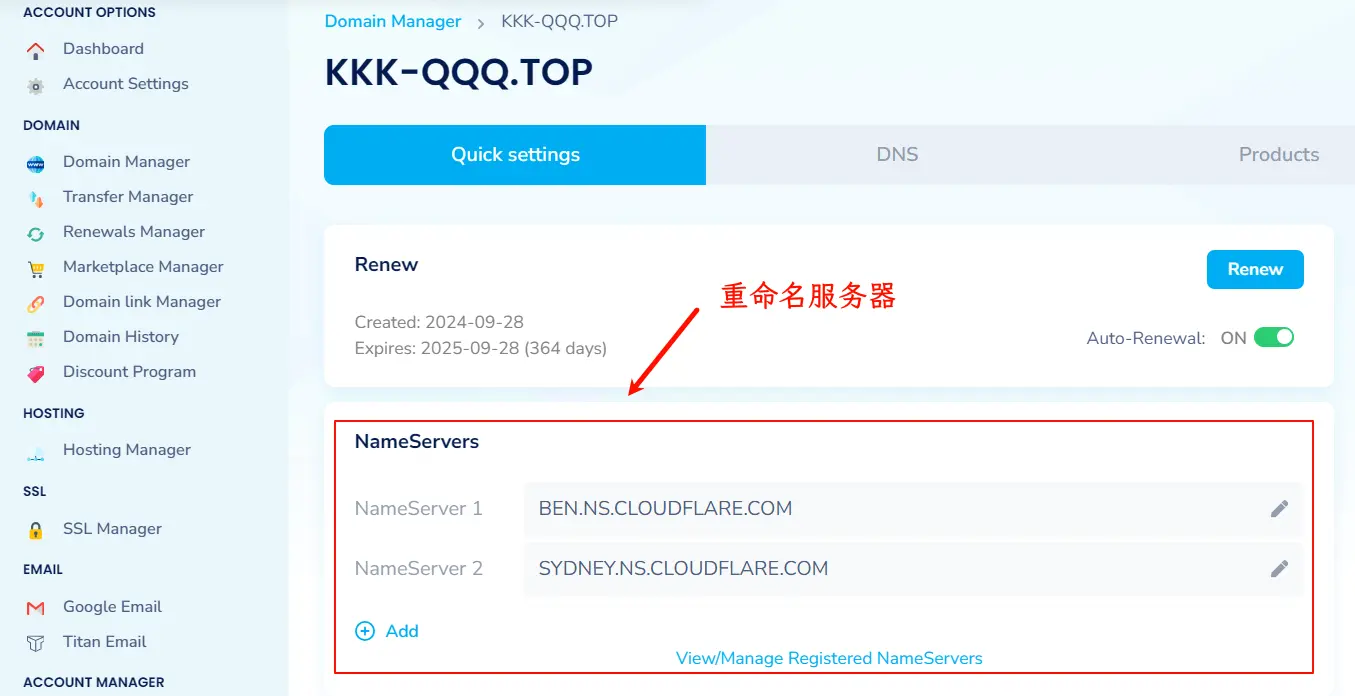 ACCOUNT OPTIONS
Dashboard
Account Settings
DOMAIN
Domain Manager
Transfer Manager
Renewals Manager
Marketplace Manager
Domain link Manager
Domain History
Discount Program
HOSTING
Hosting Manager
SSL
SSL Manager
EMAIL
Google Email
Titan Email
ACCOUNT MANAGER
Domain Manager > KKK-QQQ.TOP
KKK-QQQ.TOP
Quick settings DNS Products
Renew
Renew
Created: 2024-09-28
Expires: 2025-09-28 (364 days)
Auto-Renewal: ON
重命名服务器
NameServers
NameServer 1 BEN.NS.CLOUDFLARE.COM
NameServer 2 SYDNEY.NS.CLOUDFLARE.COM
Add
View/Manage Registered NameServers